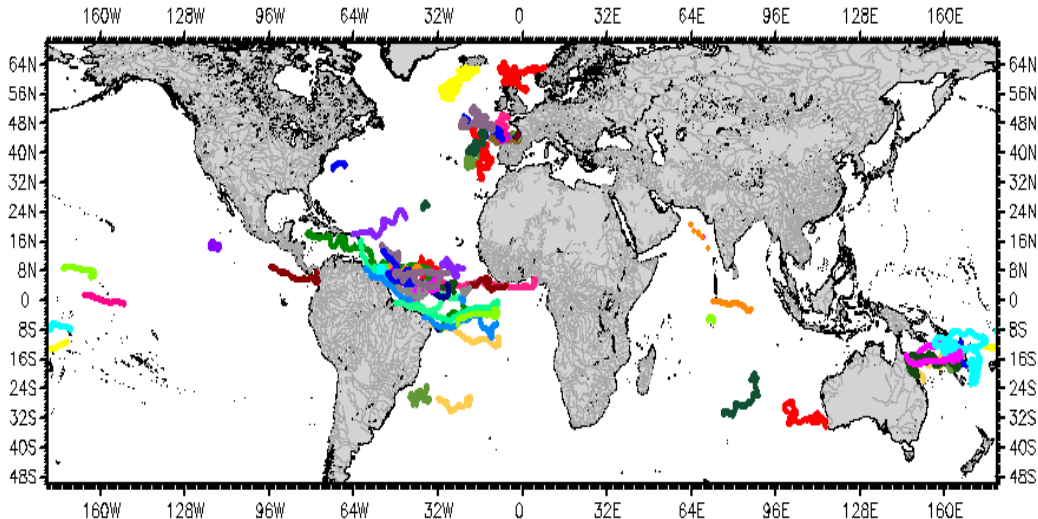 160W 128W 96W 64W 32W 0 32E 64E 96E 128E 160E
64N 64N
56N 56N
48N 48N
40N 40N
32N 32N
24N 24N
16N 16N
8N 8N
0 0
8S 8S
16S 16S
24S 24S
32S 32S
40S 40S
48S 48S
160W 128W 96W 64W 32W 0 32E 64E 96E 128E 160E